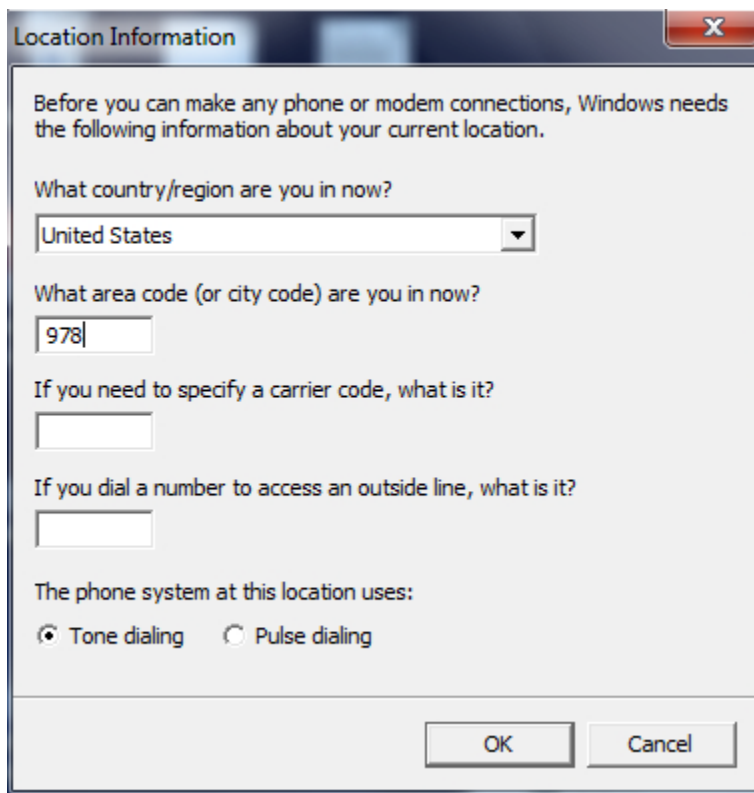 Location Information
Before you can make any phone or modem connections, Windows needs
the following information about your current location.
What country/region are you in now?
United States
What area code (or city code) are you in now?
978
If you need to specify a carrier code, what is it?
If you dial a number to access an outside line, what is it?
The phone system at this location uses:
Tone dialing Pulse dialing
OK Cancel